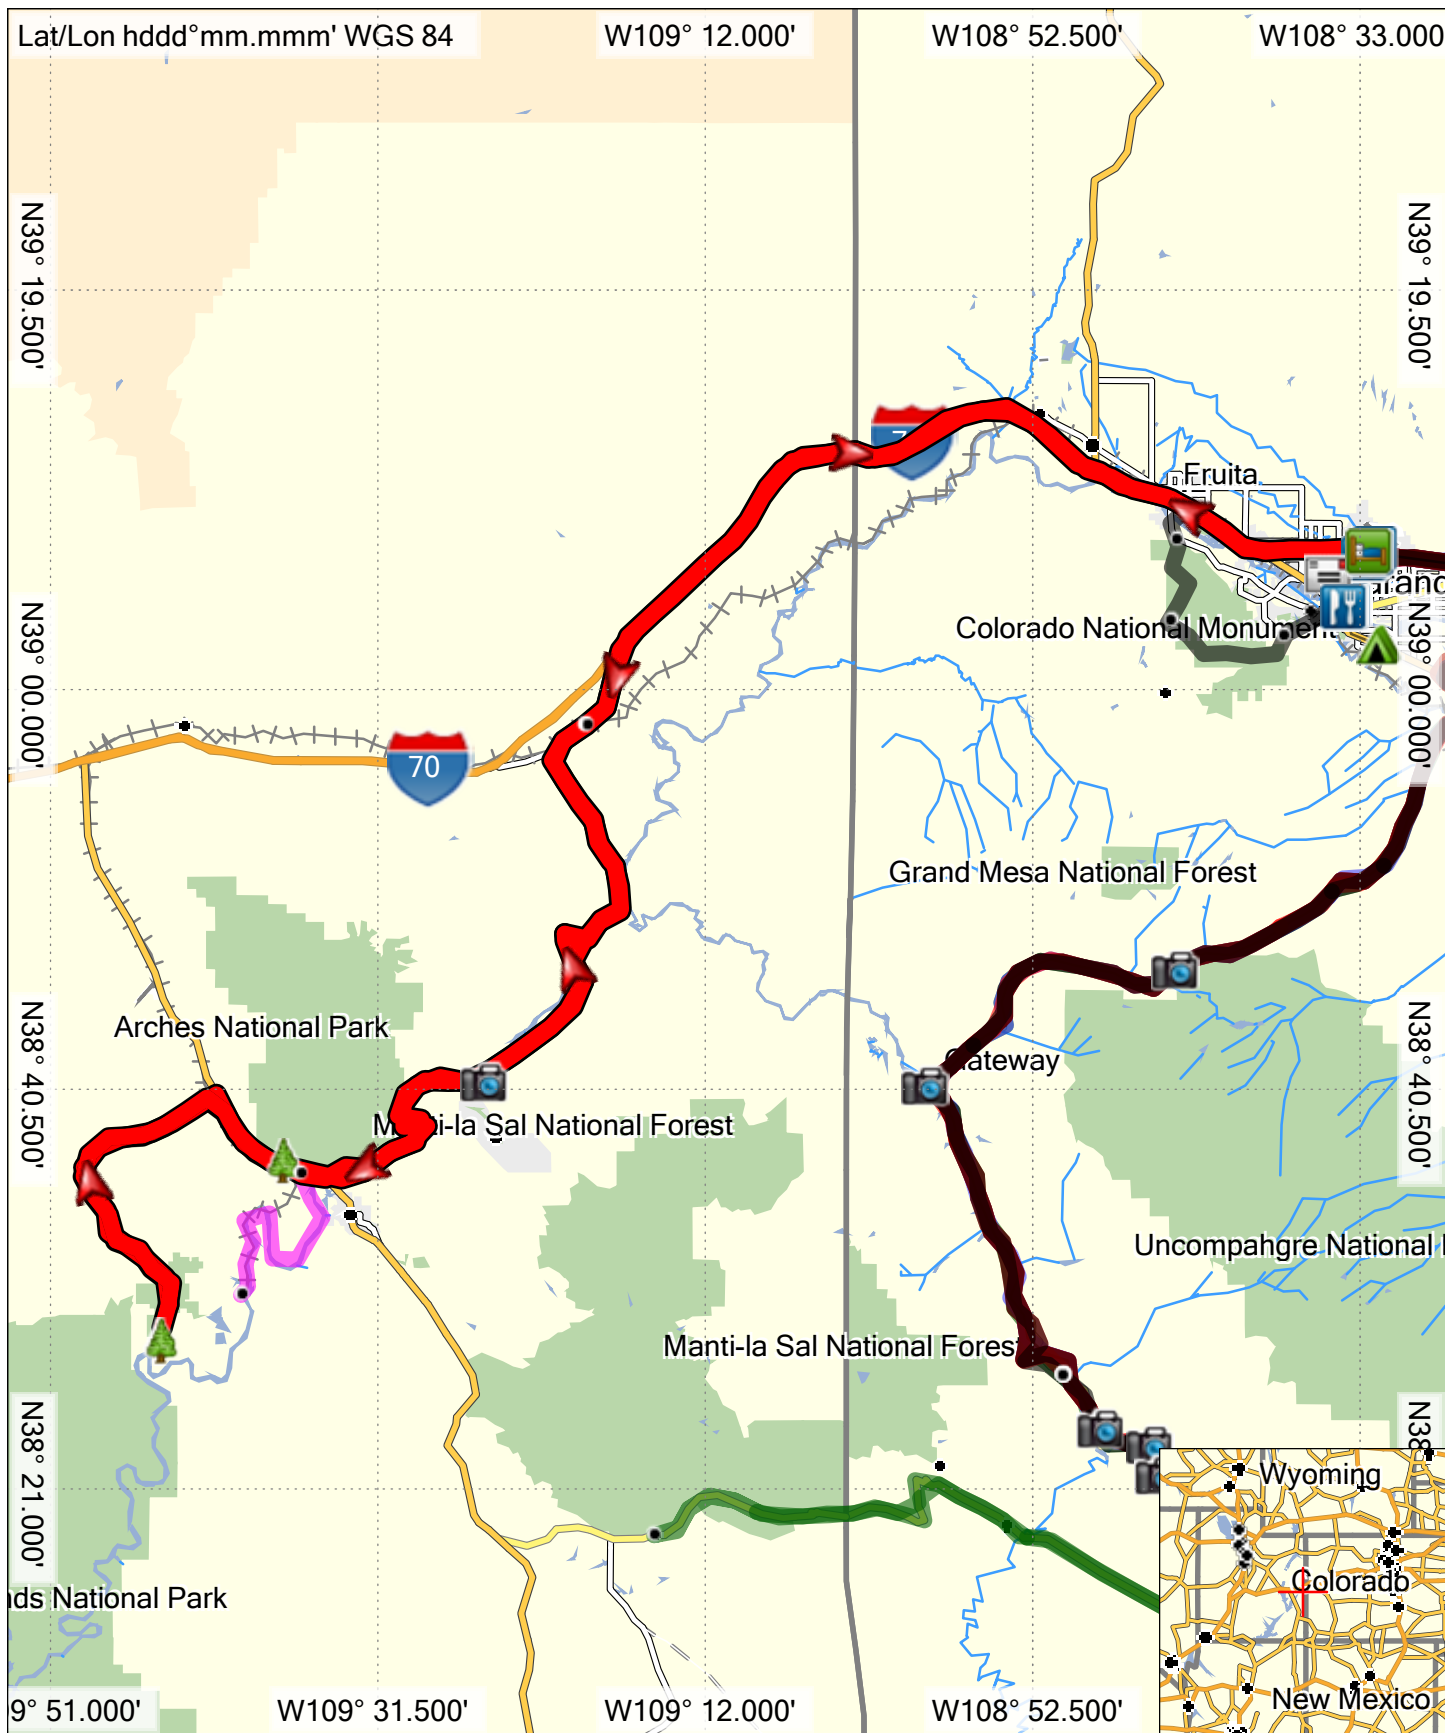 Lat/Lon hddd°mm.mmm' WGS 84
W109° 12.000'
W108° 52.500'
W108° 33.000
N39° 19.500'
N39° 19.500'
Fruita
Colorado National Monument
N39° 00.000'
N39° 00.000'
70
Grand Mesa National Forest
Arches National Park
N38° 40.500'
N38° 40.500'
Gateway
Manti-la Sal National Forest
Uncompahgre National
Manti-la Sal National Forest
N38° 21.000'
N38
Wyoming
Colorado
New Mexico
nds National Park
9° 51.000'
W109° 31.500'
W109° 12.000'
W108° 52.500'